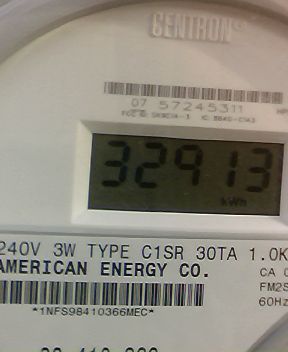 CENTRON
07 57245311
32913
kWh
240V 3W TYPE C1SR 30TA 1.0K
AMERICAN ENERGY CO.
CA
FM2S
60Hz
*1NFS98410366MEC*